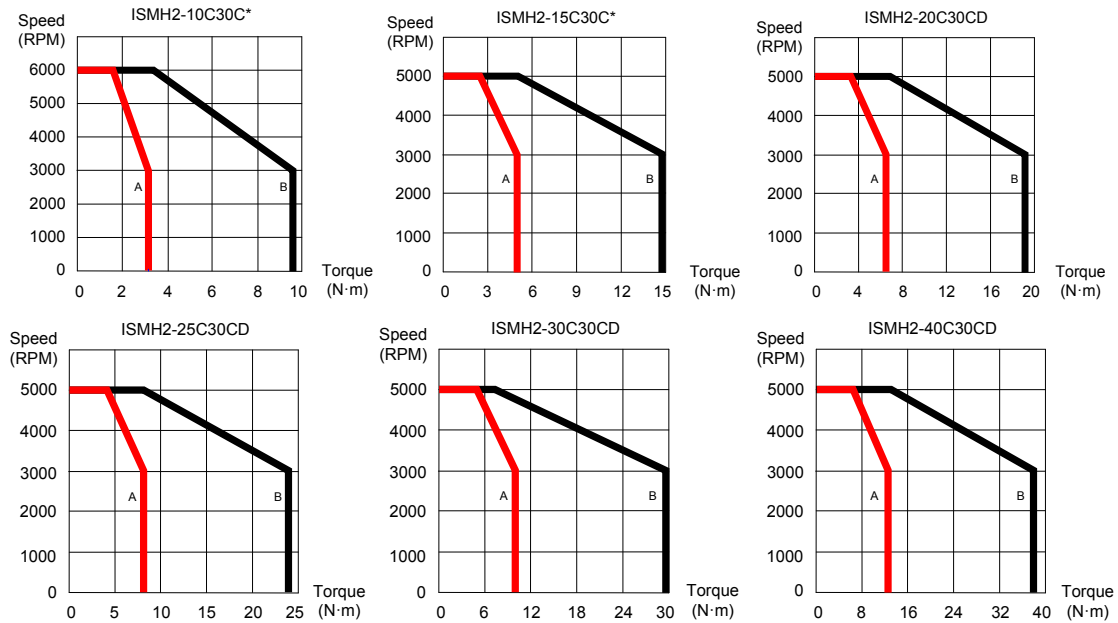 ISMH2-10C30C*
Speed
(RPM)
6000
5000
4000
3000
2000
1000
0
A
B
0 2 4 6 8 10
Torque
(N·m)
ISMH2-15C30C*
Speed
(RPM)
5000
4000
3000
2000
1000
0
A
B
0 3 6 9 12 15
Torque
(N·m)
ISMH2-20C30CD
Speed
(RPM)
5000
4000
3000
2000
1000
0
A
B
0 4 8 12 16 20
Torque
(N·m)
ISMH2-25C30CD
Speed
(RPM)
5000
4000
3000
2000
1000
0
A
B
0 5 10 15 20 25
Torque
(N·m)
ISMH2-30C30CD
Speed
(RPM)
5000
4000
3000
2000
1000
0
A
B
0 6 12 18 24 30
Torque
(N·m)
ISMH2-40C30CD
Speed
(RPM)
5000
4000
3000
2000
1000
0
A
B
0 8 16 24 32 40
Torque
(N·m)